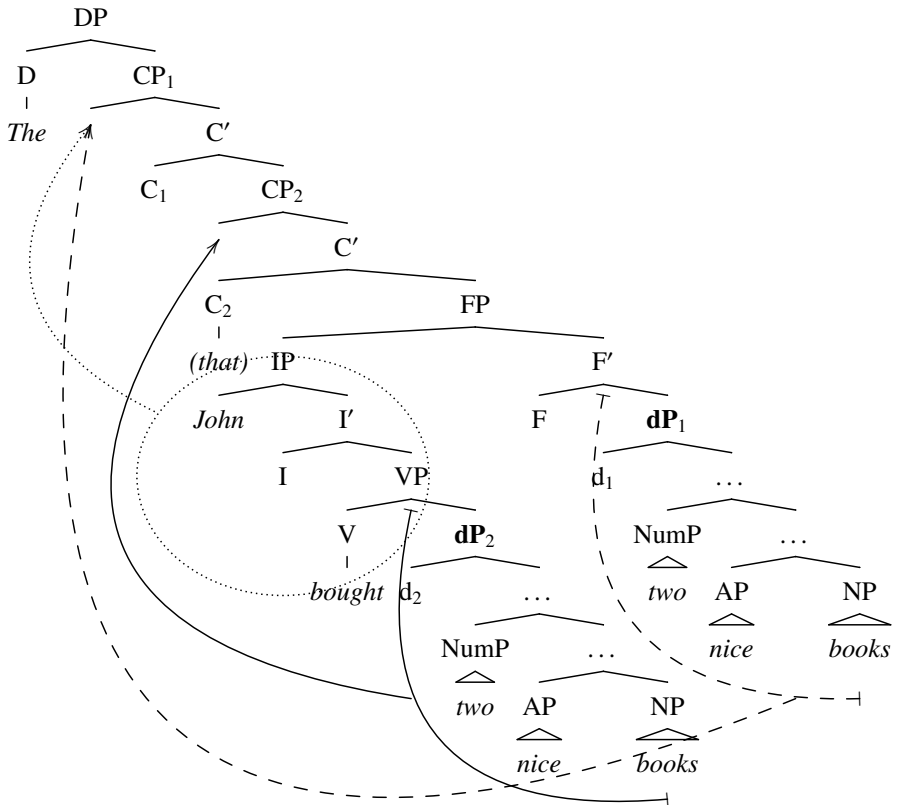 DP
D CP₁
The C′
C₁ CP₂
C′
C₂ FP
(that) IP F′
John I′ F dP₁
I VP d₁ ...
V dP₂ NumP ...
bought d₂ ... two AP NP
NumP ... nice books
two AP NP
nice books